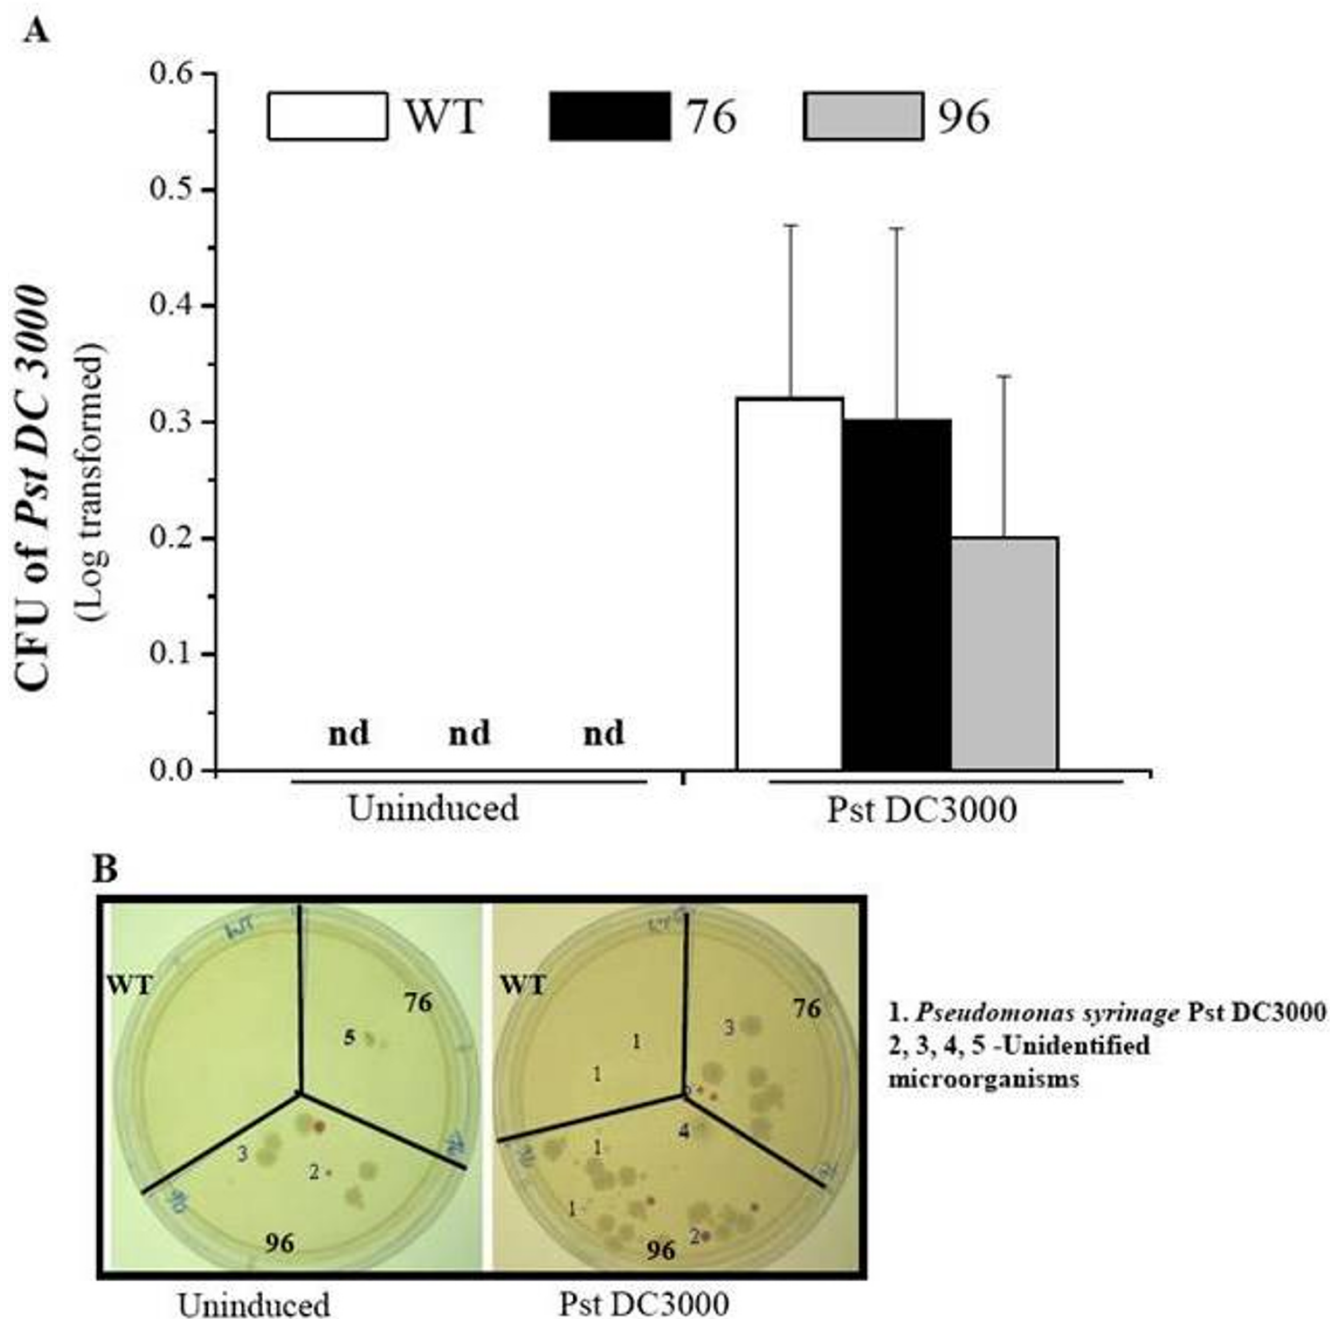 A
0.6
WT 76 96
0.5
0.4
0.3
0.2
0.1
0.0
CFU of Pst DC 3000
(Log transformed)
nd nd nd
Uninduced Pst DC3000
B
WT
WT 76
5
3
2
96
WT
76
3
1
1
4
1
1
2
96
1. Pseudomonas syrinage Pst DC3000
2, 3, 4, 5 -Unidentified
microorganisms
Uninduced Pst DC3000